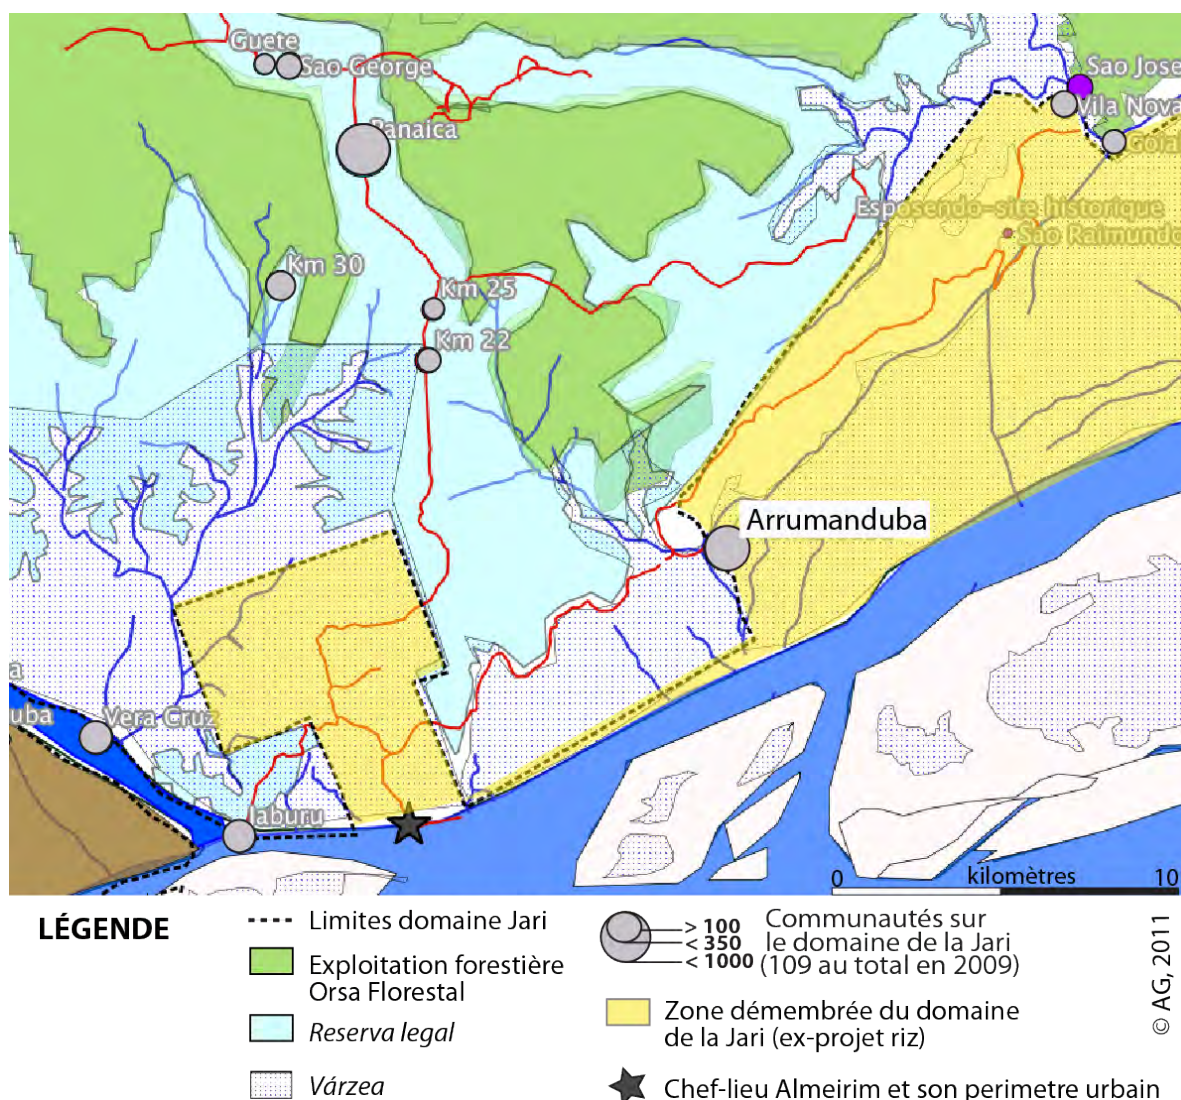 Guete
Sao George
Sao Jose
Vila Nova
Panaica
Goia
Esposendo-site historique
Sao Raimundo
Km 30
Km 25
Km 22
Arrumanduba
a
uba
Vera Cruz
Jaburu
0 kilomètres 10
LÉGENDE
Limites domaine Jari
Exploitation forestière
Orsa Florestal
Reserva legal
Várzea
> 100
< 350
< 1000
Communautés sur
le domaine de la Jari
(109 au total en 2009)
Zone démembrée du domaine
de la Jari (ex-projet riz)
Chef-lieu Almeirim et son perimetre urbain
© AG, 2011